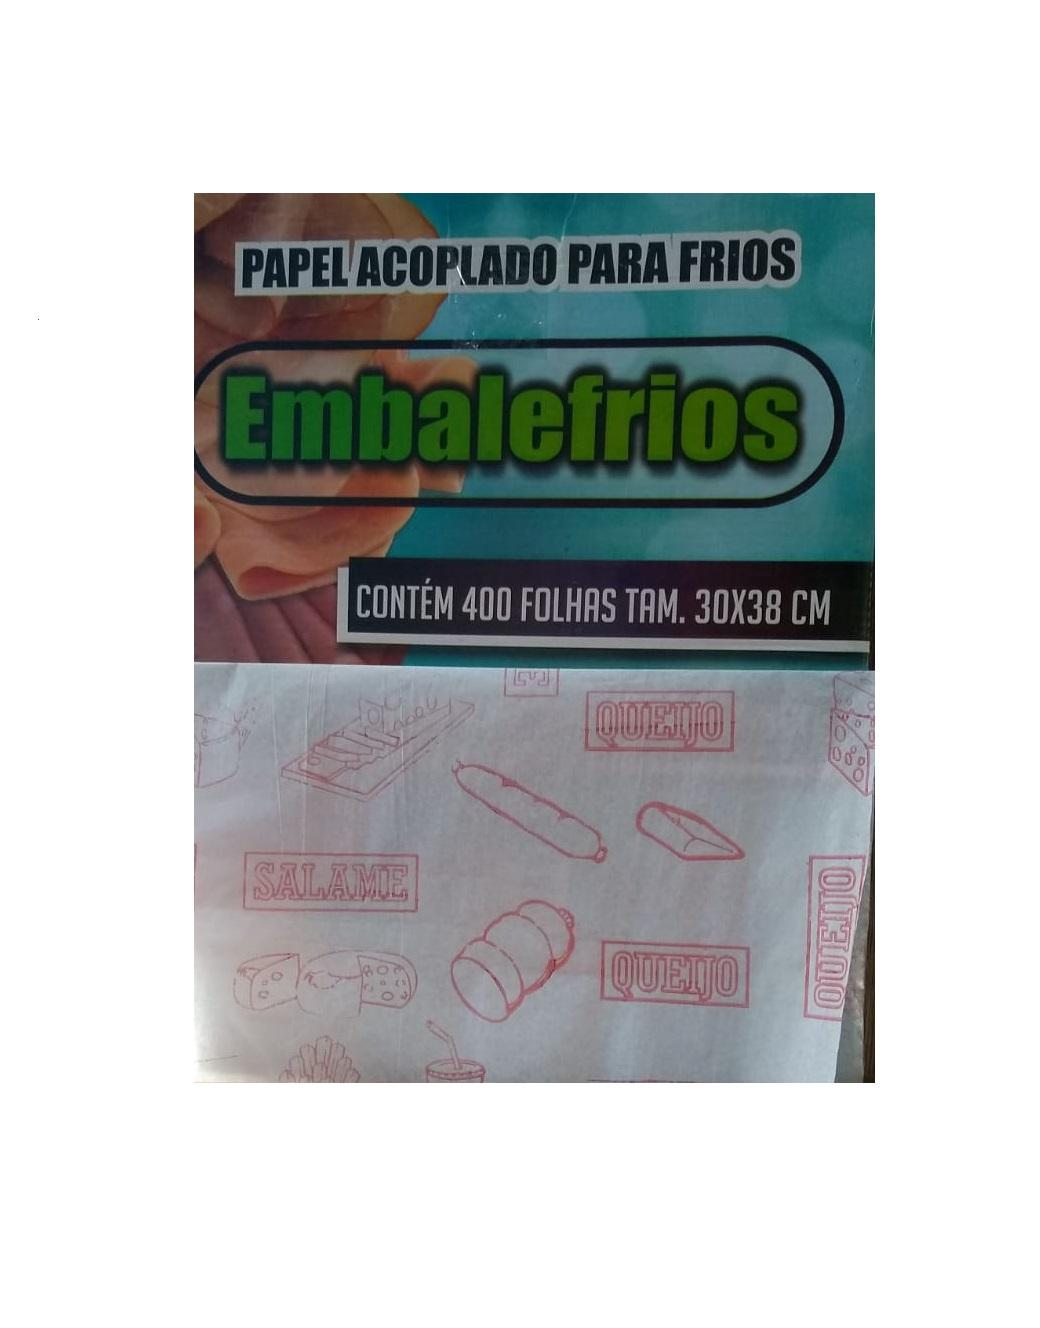 PAPEL ACOPLADO PARA FRIOS
Embalefrios
CONTÉM 400 FOLHAS TAM. 30X38 CM
E
QUEIJO
SALAME
QUEIJO
QUEIJO